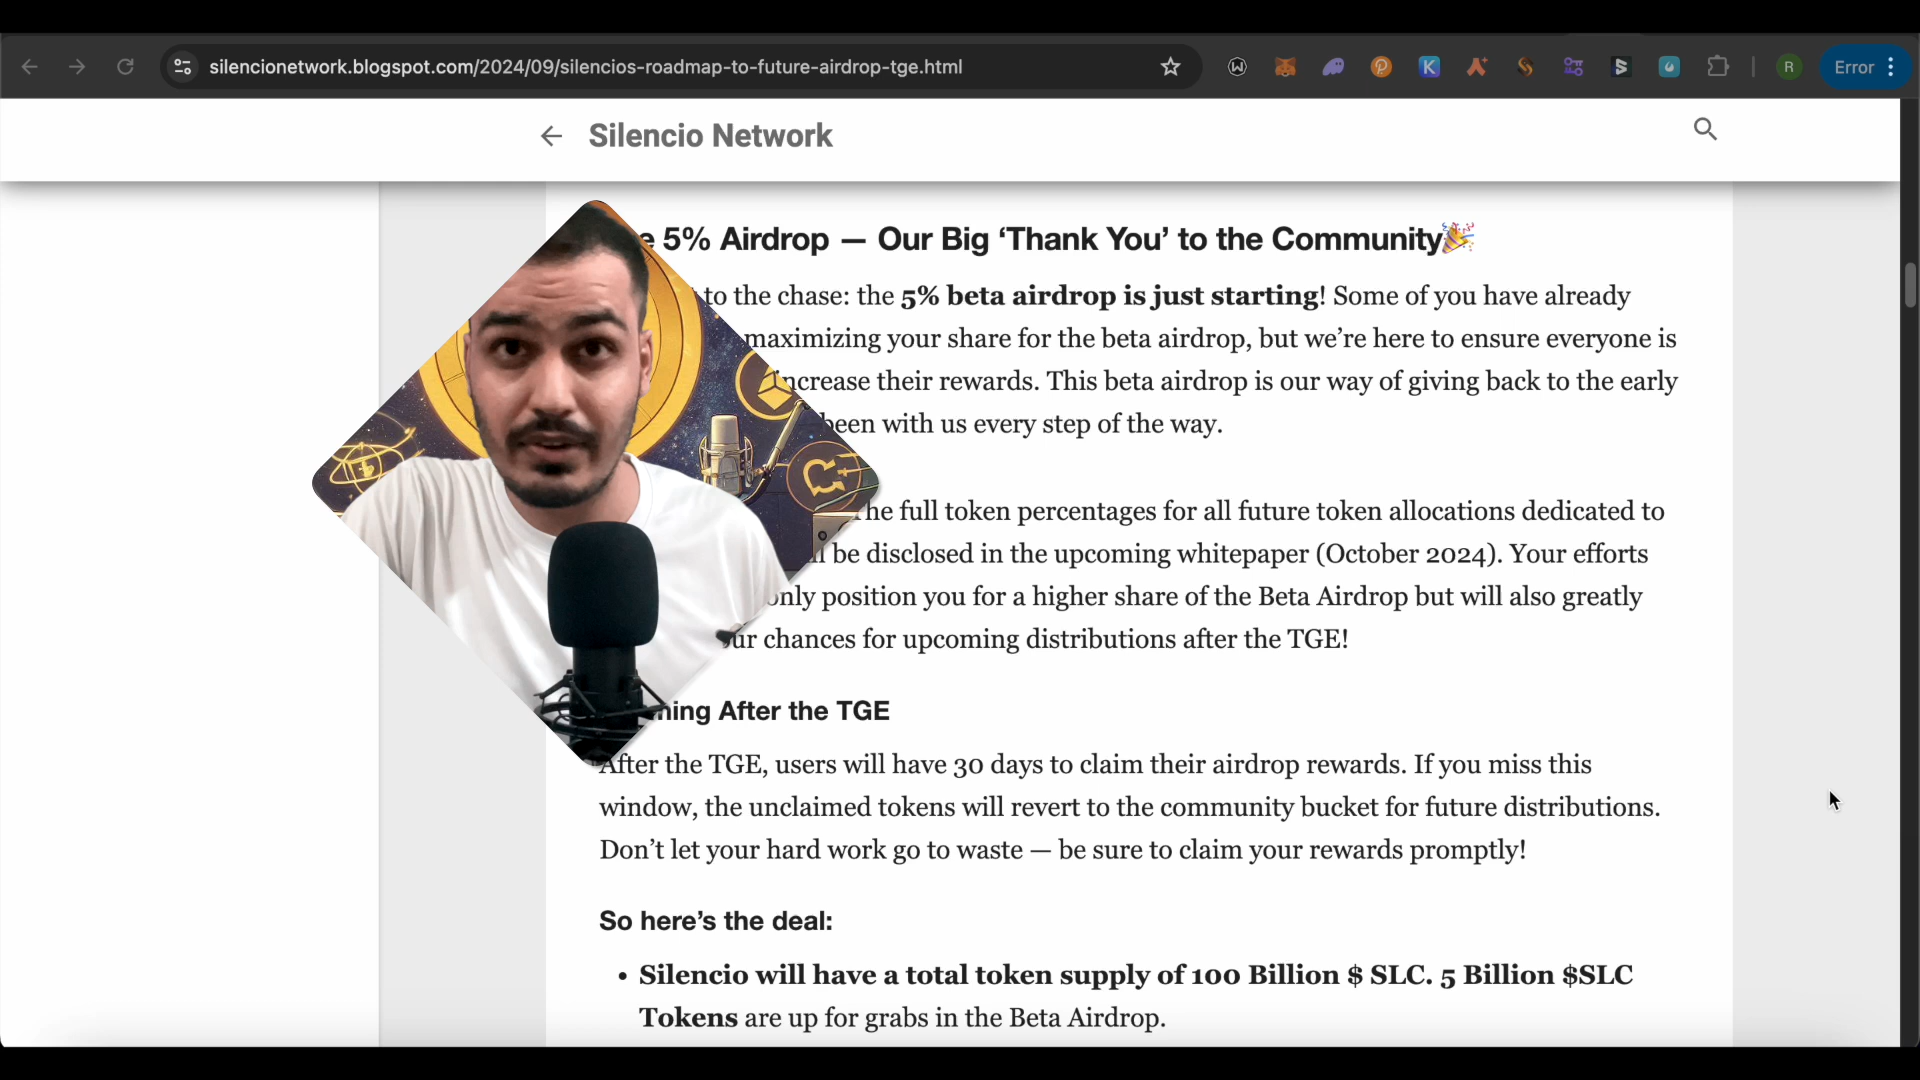 silencionetwork.blogspot.com/2024/09/silencios-roadmap-to-future-airdrop-tge.html
R
Error
Silencio Network
5% Airdrop — Our Big ‘Thank You’ to the Community🎉
to the chase: the 5% beta airdrop is just starting! Some of you have already
maximizing your share for the beta airdrop, but we’re here to ensure everyone is
increase their rewards. This beta airdrop is our way of giving back to the early
been with us every step of the way.
he full token percentages for all future token allocations dedicated to
be disclosed in the upcoming whitepaper (October 2024). Your efforts
only position you for a higher share of the Beta Airdrop but will also greatly
ur chances for upcoming distributions after the TGE!
ning After the TGE
After the TGE, users will have 30 days to claim their airdrop rewards. If you miss this
window, the unclaimed tokens will revert to the community bucket for future distributions.
Don’t let your hard work go to waste — be sure to claim your rewards promptly!
So here’s the deal:
• Silencio will have a total token supply of 100 Billion $ SLC. 5 Billion $SLC
Tokens are up for grabs in the Beta Airdrop.